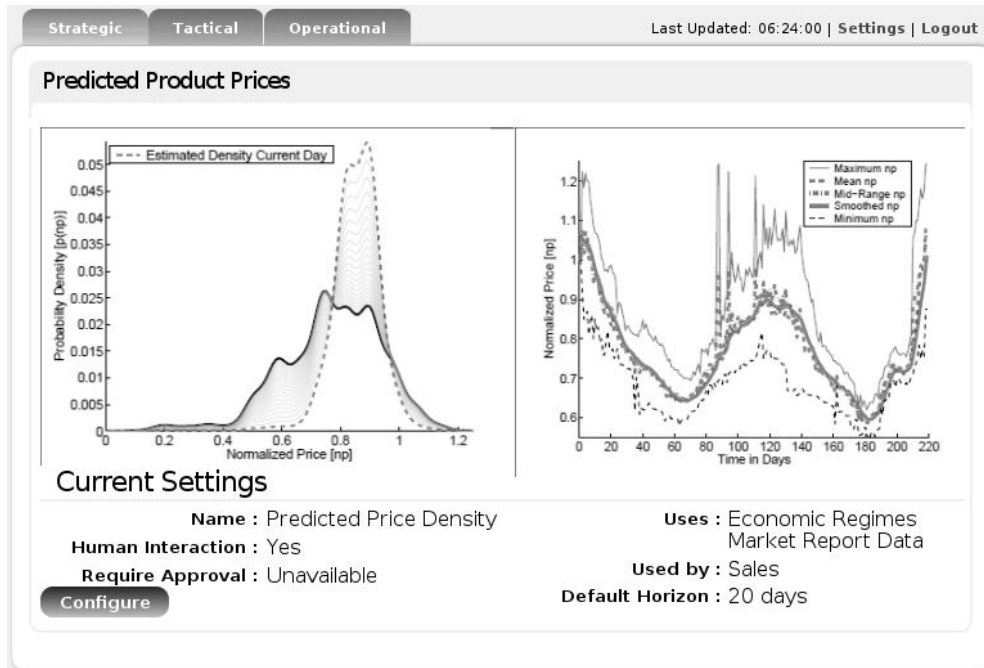 Strategic
Tactical
Operational
Last Updated: 06:24:00 | Settings | Logout
Predicted Product Prices
Estimated Density Current Day
0.05
0.045
0.04
0.035
0.03
0.025
0.02
0.015
0.01
0.005
0
Probability Density [p(np)]
0 0.2 0.4 0.6 0.8 1 1.2
Normalized Price [np]
Maximum np
Mean np
Mid-Range np
Smoothed np
Minimum np
1.2
1.1
1
0.9
0.8
0.7
0.6
Normalized Price [np]
0 20 40 60 80 100 120 140 160 180 200 220
Time in Days
Current Settings
Name : Predicted Price Density
Human Interaction : Yes
Require Approval : Unavailable
Configure
Uses : Economic Regimes
Market Report Data
Used by : Sales
Default Horizon : 20 days